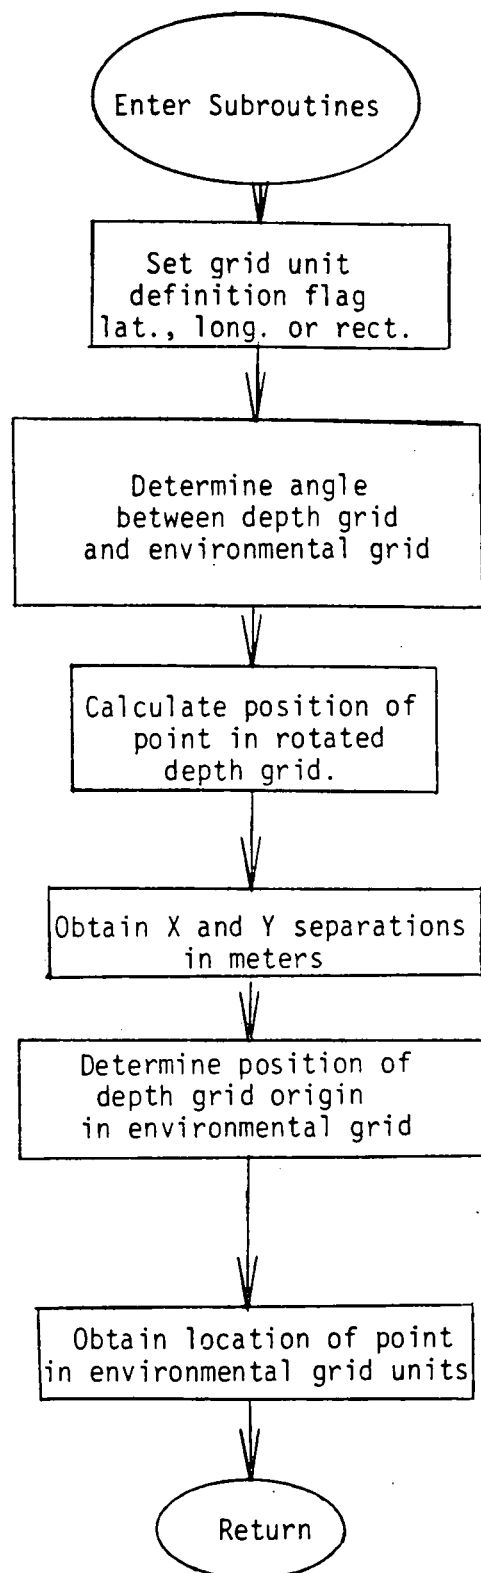 Enter Subroutines
Set grid unit
definition flag
lat., long. or rect.
Determine angle
between depth grid
and environmental grid
Calculate position of
point in rotated
depth grid.
Obtain X and Y separations
in meters
Determine position of
depth grid origin
in environmental grid
Obtain location of point
in environmental grid units
Return